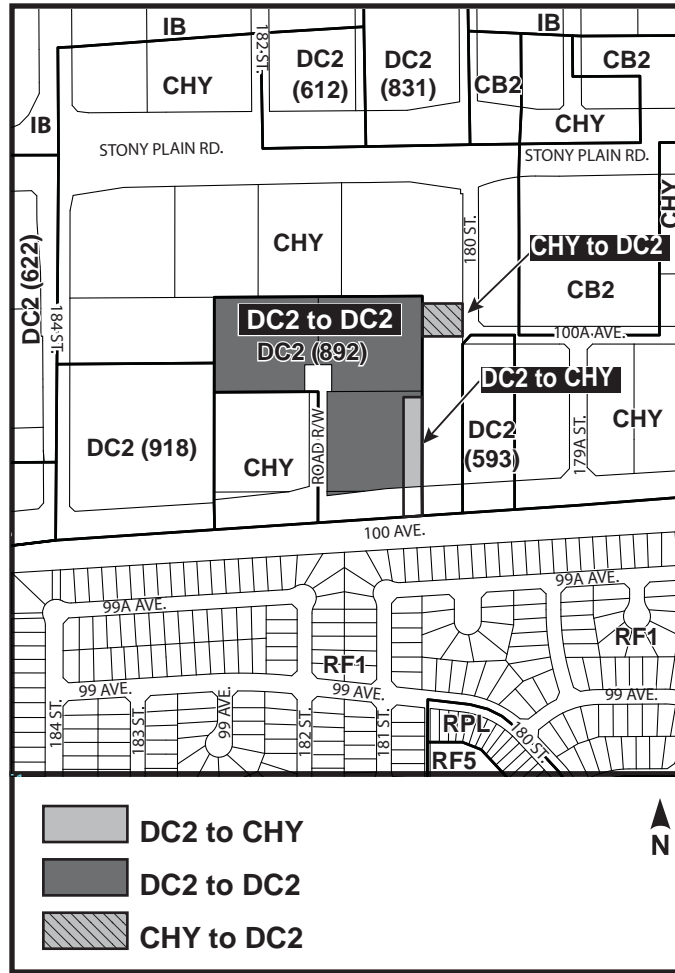 IB
182 ST.
DC2
(612)
DC2
(831)
IB
CB2
CB2
CHY
IB
CHY
STONY PLAIN RD.
STONY PLAIN RD.
CHY
DC2 (622)
184 ST.
CHY
180 ST.
CHY to DC2
CB2
DC2 to DC2
DC2 (892)
100A AVE.
DC2 to CHY
DC2 (918)
CHY
ROAD R/W
DC2
(593)
179A ST.
CHY
100 AVE.
99A AVE.
99A AVE.
RF1
RF1
99 AVE.
99 AVE.
99 AVE.
184 ST.
183 ST.
99 AVE.
182 ST.
181 ST.
RPL
180 ST.
RF5
DC2 to CHY
DC2 to DC2
CHY to DC2
N